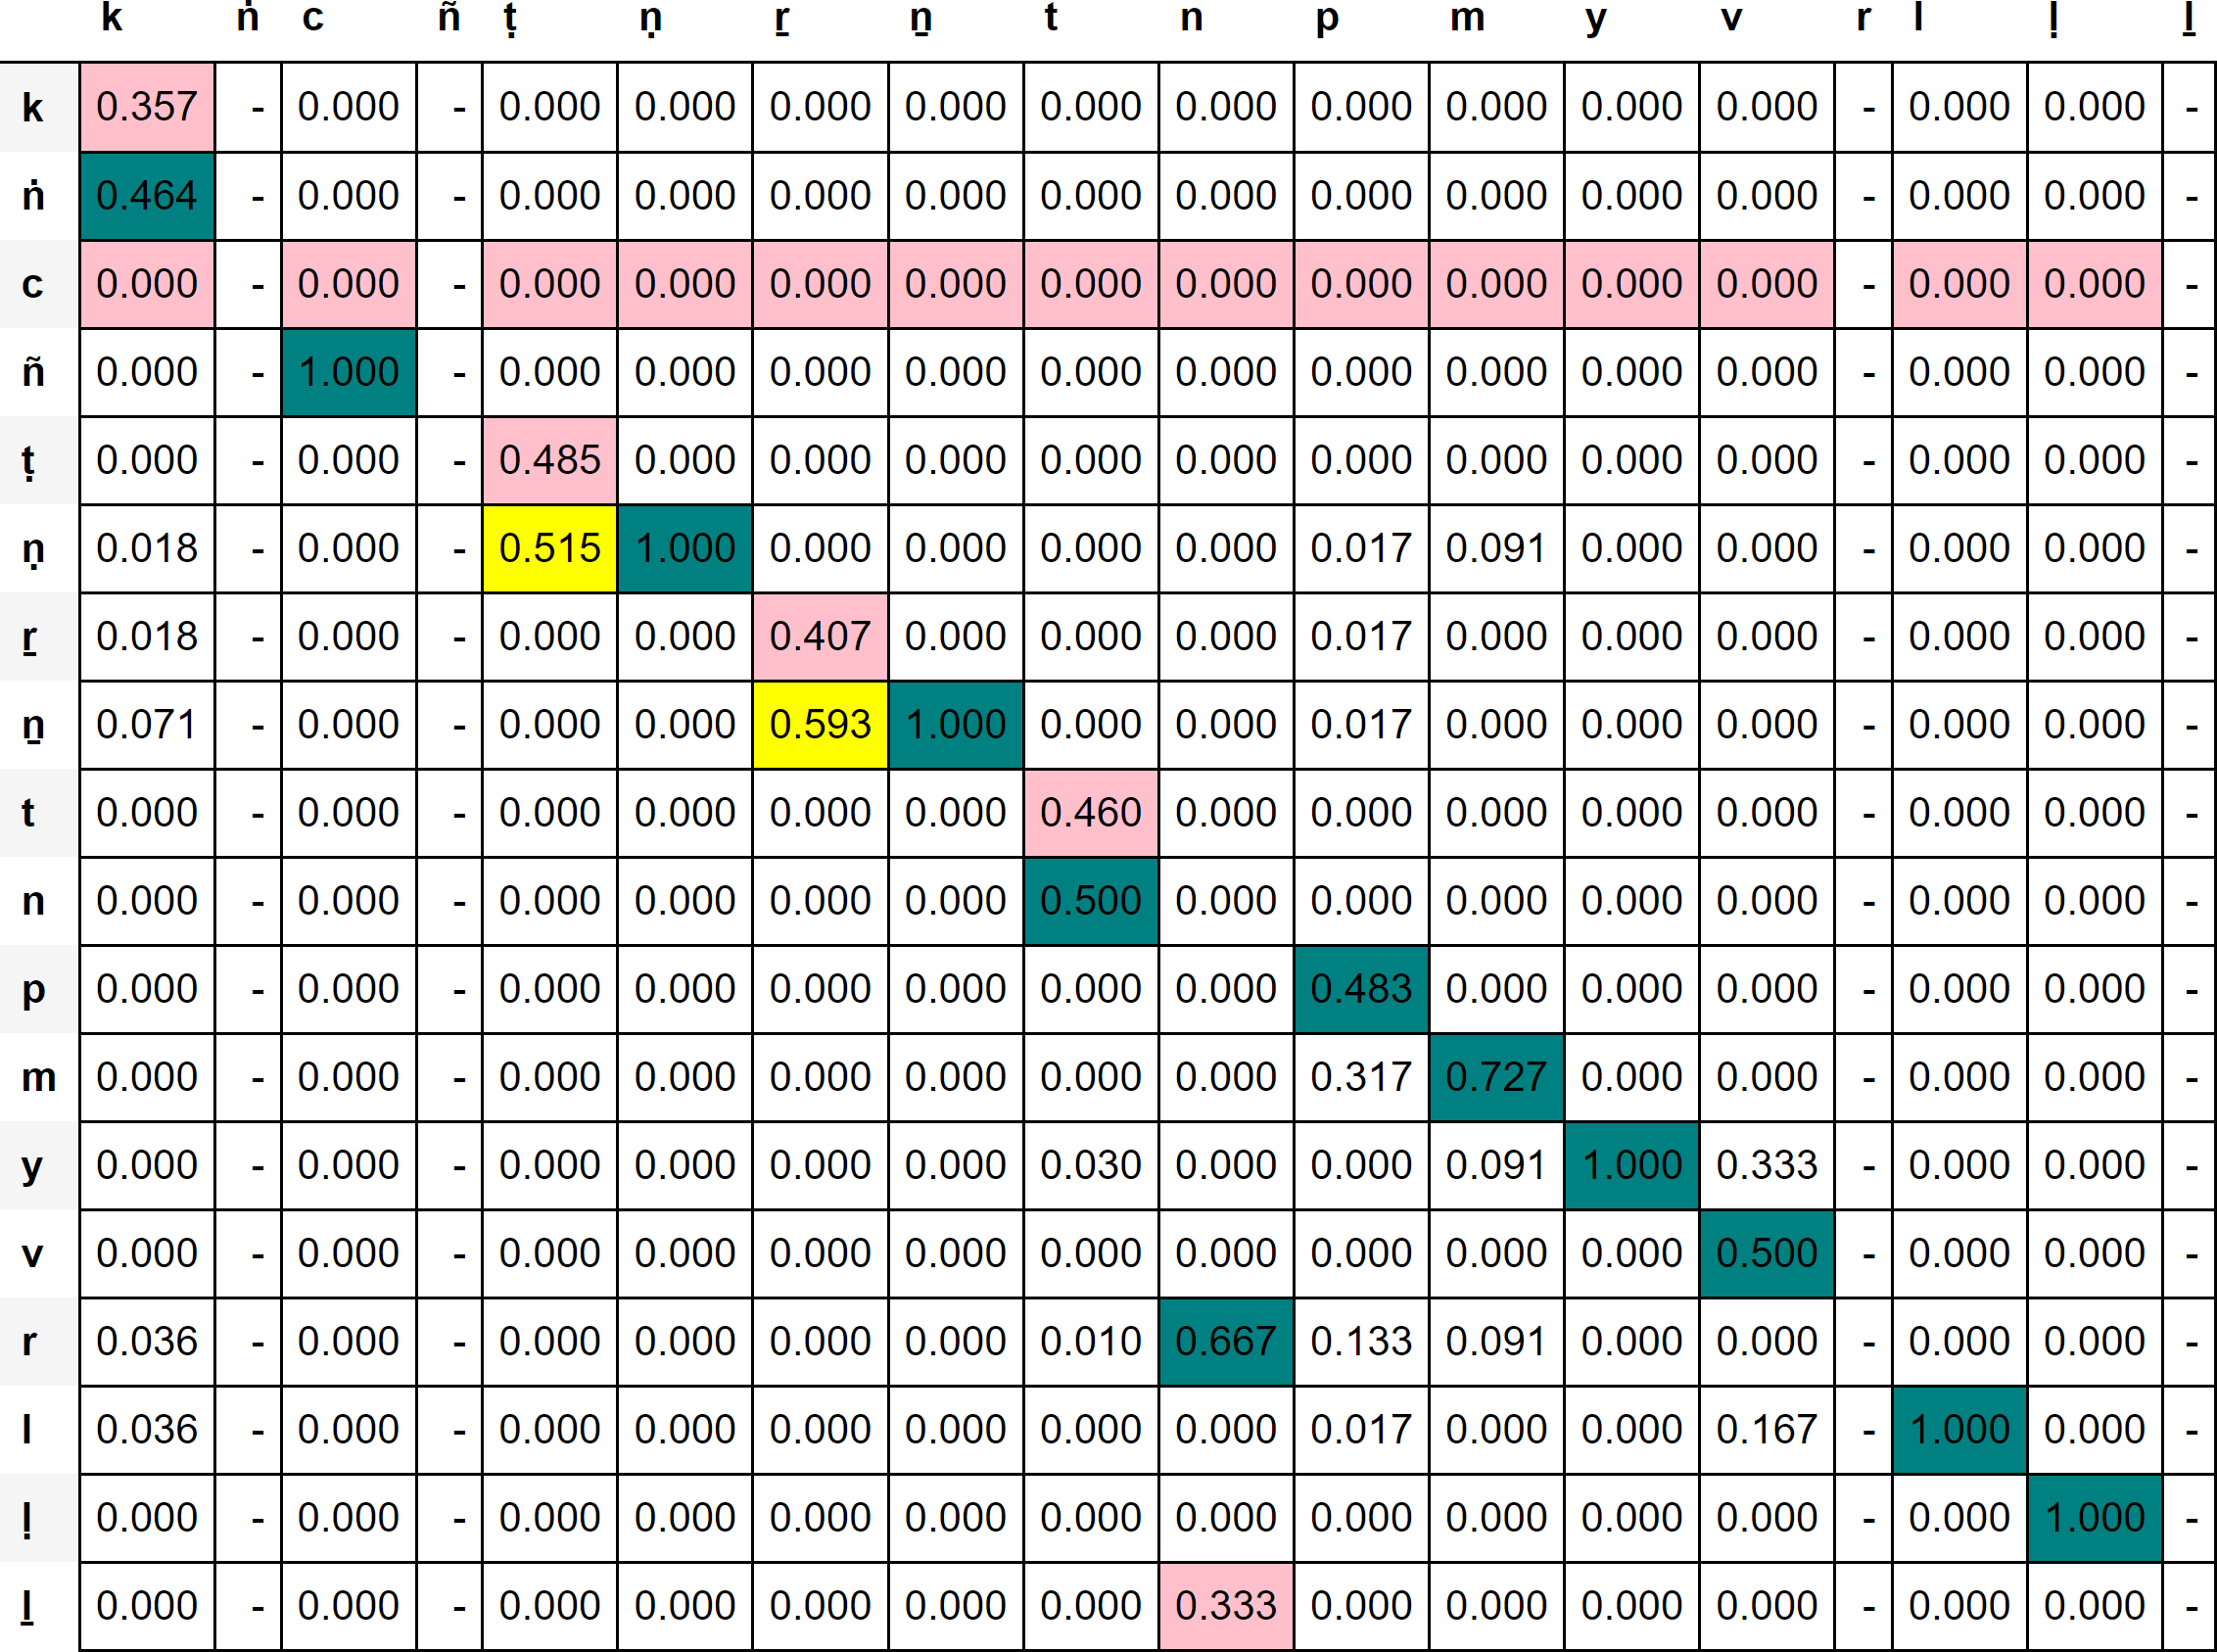 k ṅ c ñ ṭ ṇ ṟ ṉ t n p m y v r l ḷ ḻ
k 0.357 - 0.000 - 0.000 0.000 0.000 0.000 0.000 0.000 0.000 0.000 0.000 0.000 - 0.000 0.000 -
ṅ 0.464 - 0.000 - 0.000 0.000 0.000 0.000 0.000 0.000 0.000 0.000 0.000 0.000 - 0.000 0.000 -
c 0.000 - 0.000 - 0.000 0.000 0.000 0.000 0.000 0.000 0.000 0.000 0.000 0.000 - 0.000 0.000 -
ñ 0.000 - 1.000 - 0.000 0.000 0.000 0.000 0.000 0.000 0.000 0.000 0.000 0.000 - 0.000 0.000 -
ṭ 0.000 - 0.000 - 0.485 0.000 0.000 0.000 0.000 0.000 0.000 0.000 0.000 0.000 - 0.000 0.000 -
ṇ 0.018 - 0.000 - 0.515 1.000 0.000 0.000 0.000 0.000 0.017 0.091 0.000 0.000 - 0.000 0.000 -
ṟ 0.018 - 0.000 - 0.000 0.000 0.407 0.000 0.000 0.000 0.017 0.000 0.000 0.000 - 0.000 0.000 -
ṉ 0.071 - 0.000 - 0.000 0.000 0.593 1.000 0.000 0.000 0.017 0.000 0.000 0.000 - 0.000 0.000 -
t 0.000 - 0.000 - 0.000 0.000 0.000 0.000 0.460 0.000 0.000 0.000 0.000 0.000 - 0.000 0.000 -
n 0.000 - 0.000 - 0.000 0.000 0.000 0.000 0.500 0.000 0.000 0.000 0.000 0.000 - 0.000 0.000 -
p 0.000 - 0.000 - 0.000 0.000 0.000 0.000 0.000 0.000 0.483 0.000 0.000 0.000 - 0.000 0.000 -
m 0.000 - 0.000 - 0.000 0.000 0.000 0.000 0.000 0.000 0.317 0.727 0.000 0.000 - 0.000 0.000 -
y 0.000 - 0.000 - 0.000 0.000 0.000 0.000 0.030 0.000 0.000 0.091 1.000 0.333 - 0.000 0.000 -
v 0.000 - 0.000 - 0.000 0.000 0.000 0.000 0.000 0.000 0.000 0.000 0.000 0.500 - 0.000 0.000 -
r 0.036 - 0.000 - 0.000 0.000 0.000 0.000 0.010 0.667 0.133 0.091 0.000 0.000 - 0.000 0.000 -
l 0.036 - 0.000 - 0.000 0.000 0.000 0.000 0.000 0.000 0.017 0.000 0.000 0.167 - 1.000 0.000 -
ḷ 0.000 - 0.000 - 0.000 0.000 0.000 0.000 0.000 0.000 0.000 0.000 0.000 0.000 - 0.000 1.000 -
ḻ 0.000 - 0.000 - 0.000 0.000 0.000 0.000 0.000 0.333 0.000 0.000 0.000 0.000 - 0.000 0.000 -